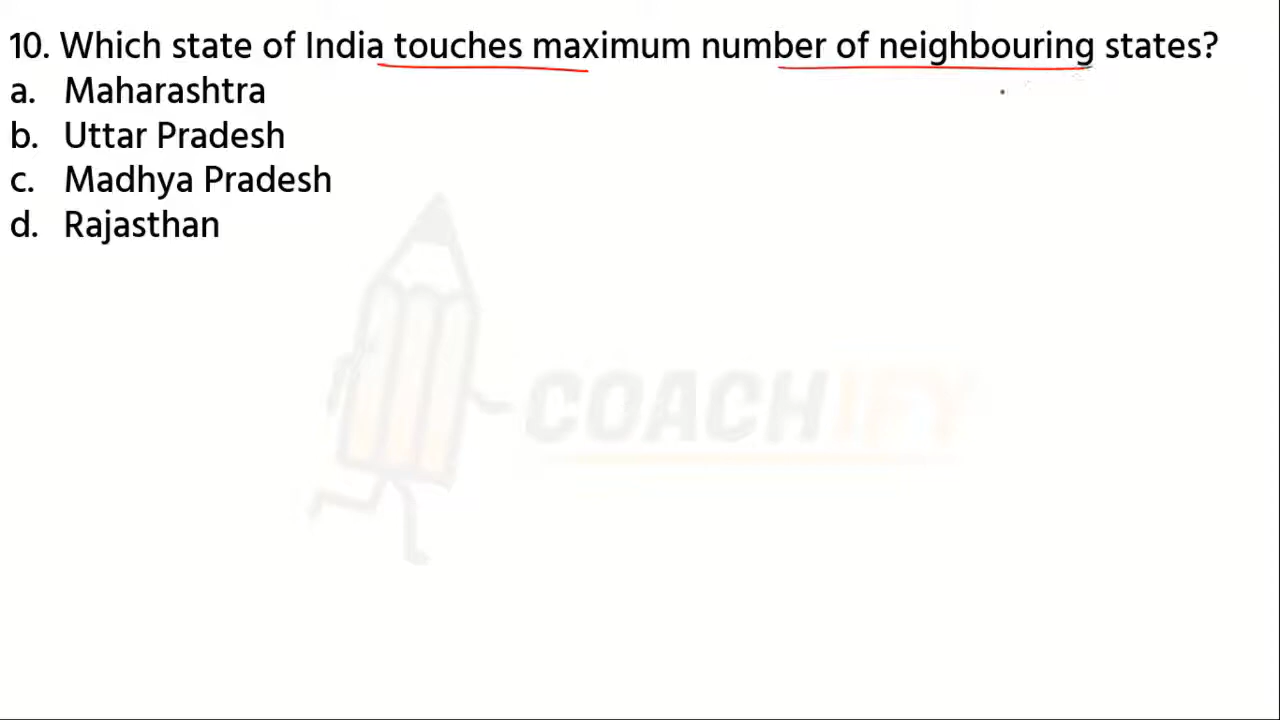 10. Which state of India touches maximum number of neighbouring states?
a. Maharashtra
b. Uttar Pradesh
c. Madhya Pradesh
d. Rajasthan
COACHIFY